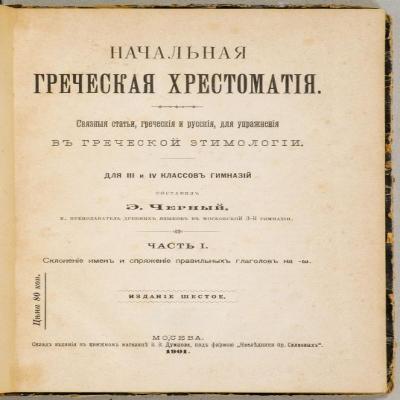 НАЧАЛЬНАЯ
ГРЕЧЕСКАЯ ХРЕСТОМАТІЯ.
Связныя статьи, греческія и русскія, для упражненія
ВЪ ГРЕЧЕСКОЙ ЭТИМОЛОГІИ.
ДЛЯ III и IV КЛАССОВЪ ГИМНАЗІЙ
СОСТАВИЛЪ
Э. ЧЕРНЫЙ,
ПРЕПОДАВАТЕЛЬ ДРЕВНИХЪ ЯЗЫКОВЪ ВЪ МОСКОВСКОЙ 3-Й ГИМНАЗІИ.
ЧАСТЬ I.
Склоненіе именъ и спряженіе правильныхъ глаголовъ на -ω.
ИЗДАНІЕ ШЕСТОЕ.
Цѣна 80 коп.
МОСКВА.
Складъ изданія въ книжномъ магазинѣ В. В. Думнова, подъ фирмою „Наслѣдники бр. Салаевыхъ".
1901.